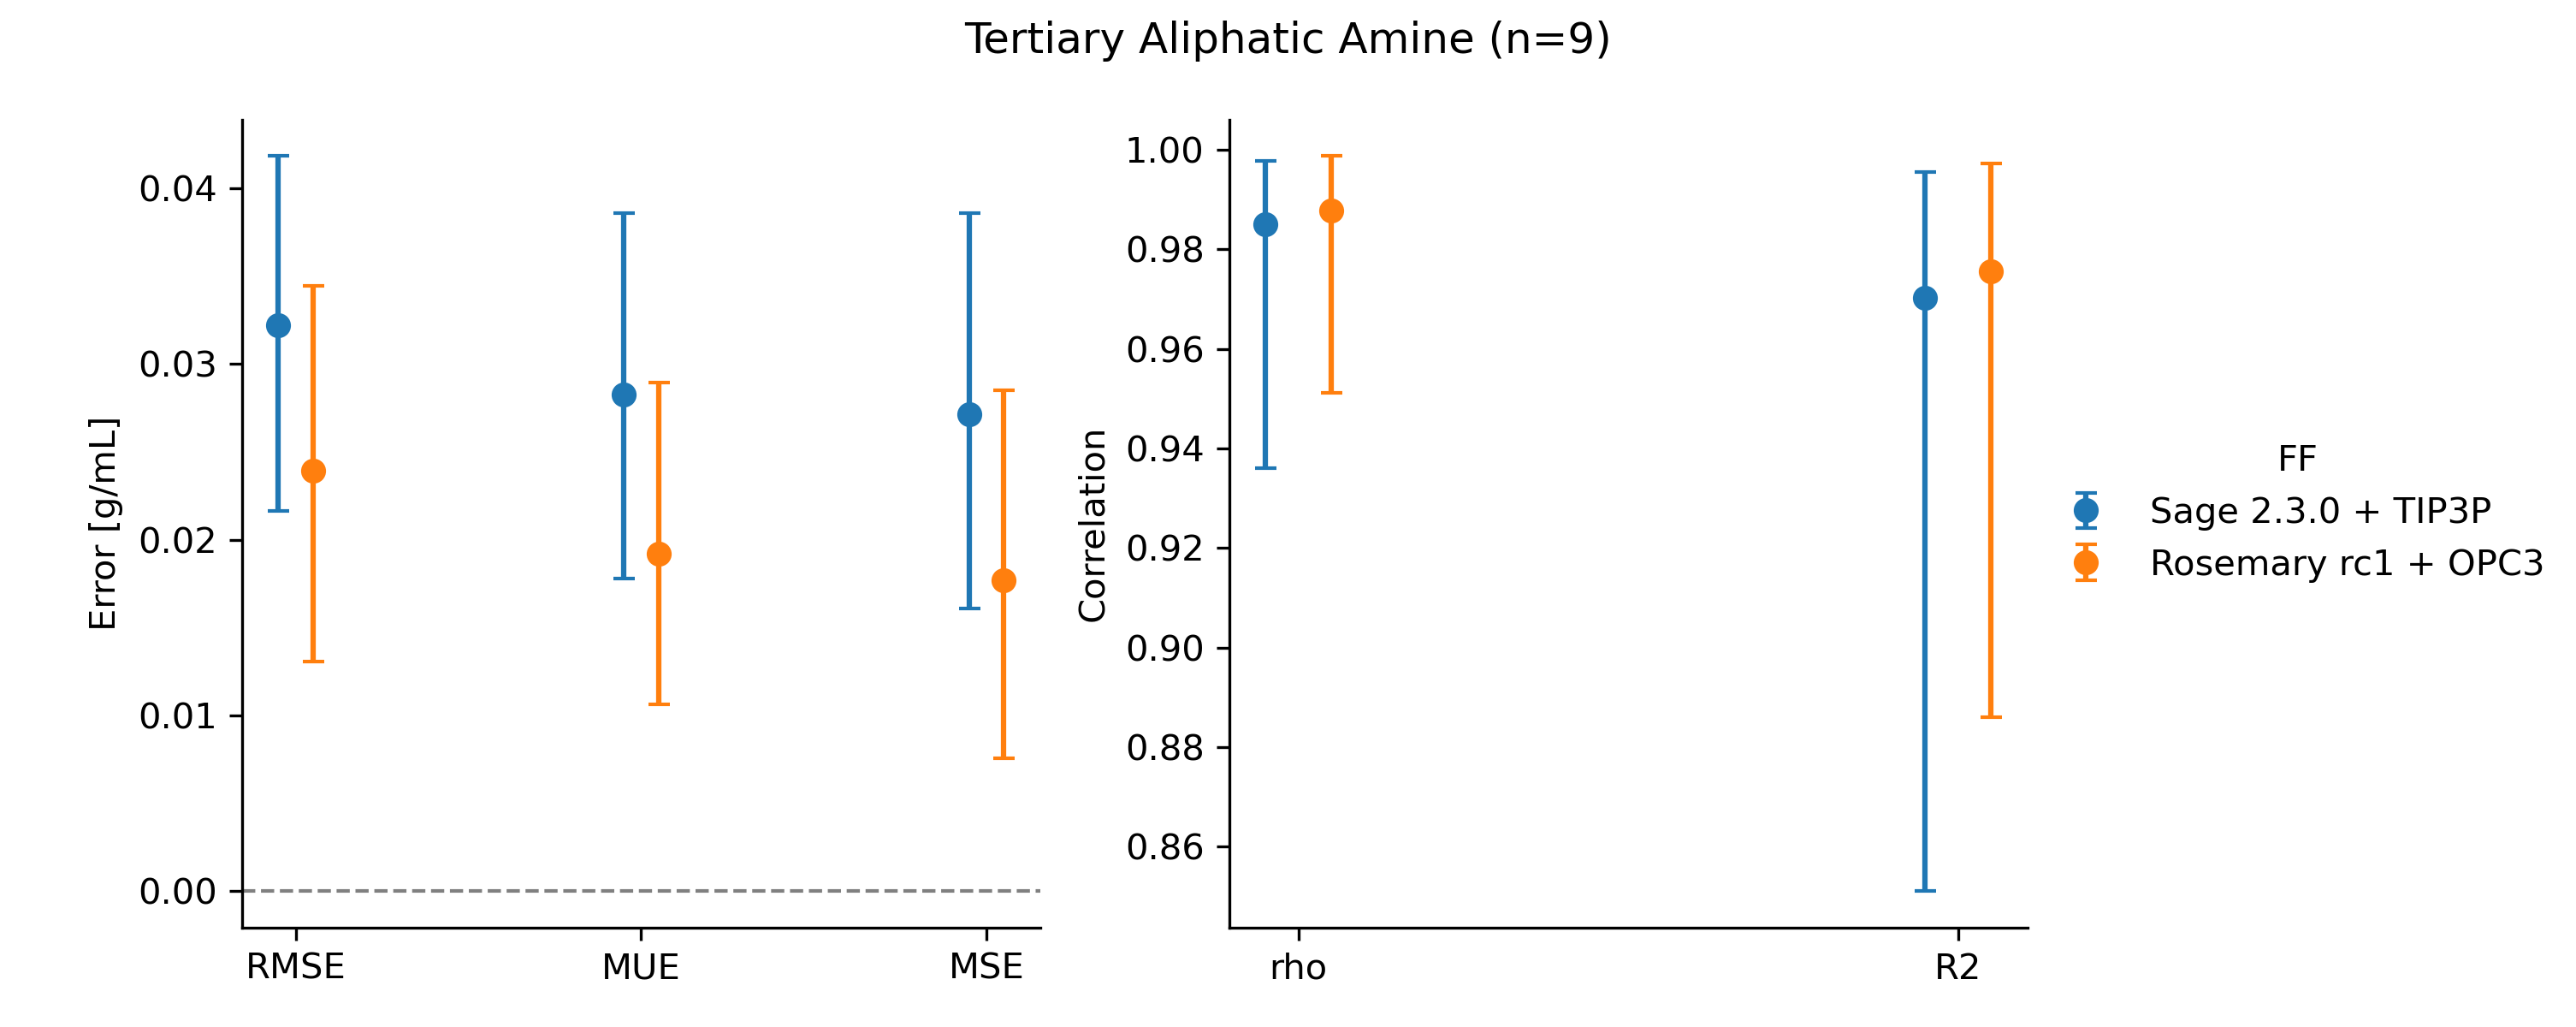 Tertiary Aliphatic Amine (n=9)
Error [g/mL]
0.04
0.03
0.02
0.01
0.00
RMSE
MUE
MSE
Correlation
1.00
0.98
0.96
0.94
0.92
0.90
0.88
0.86
rho
R2
FF
Sage 2.3.0 + TIP3P
Rosemary rc1 + OPC3